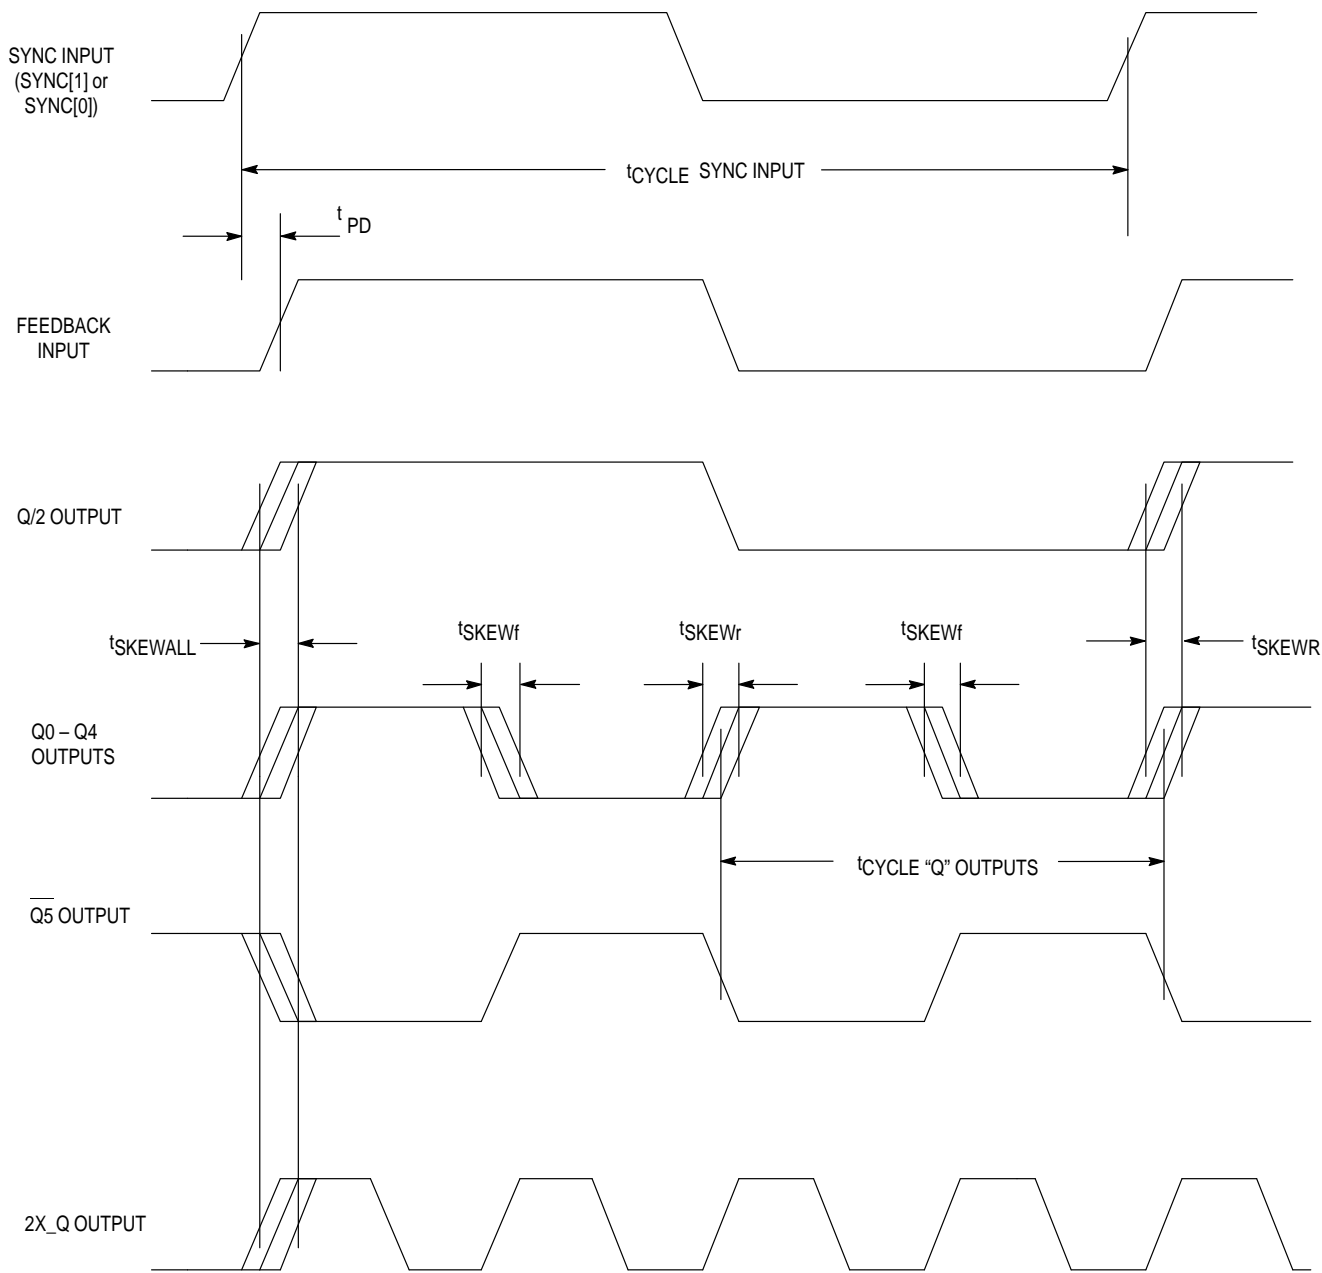 SYNC INPUT
(SYNC[1] or
SYNC[0])
tCYCLE SYNC INPUT
t PD
FEEDBACK
INPUT
Q/2 OUTPUT
tSKEWALL
tSKEWf
tSKEWr
tSKEWf
tSKEWR
Q0 – Q4
OUTPUTS
tCYCLE “Q” OUTPUTS
Q5 OUTPUT
2X_Q OUTPUT